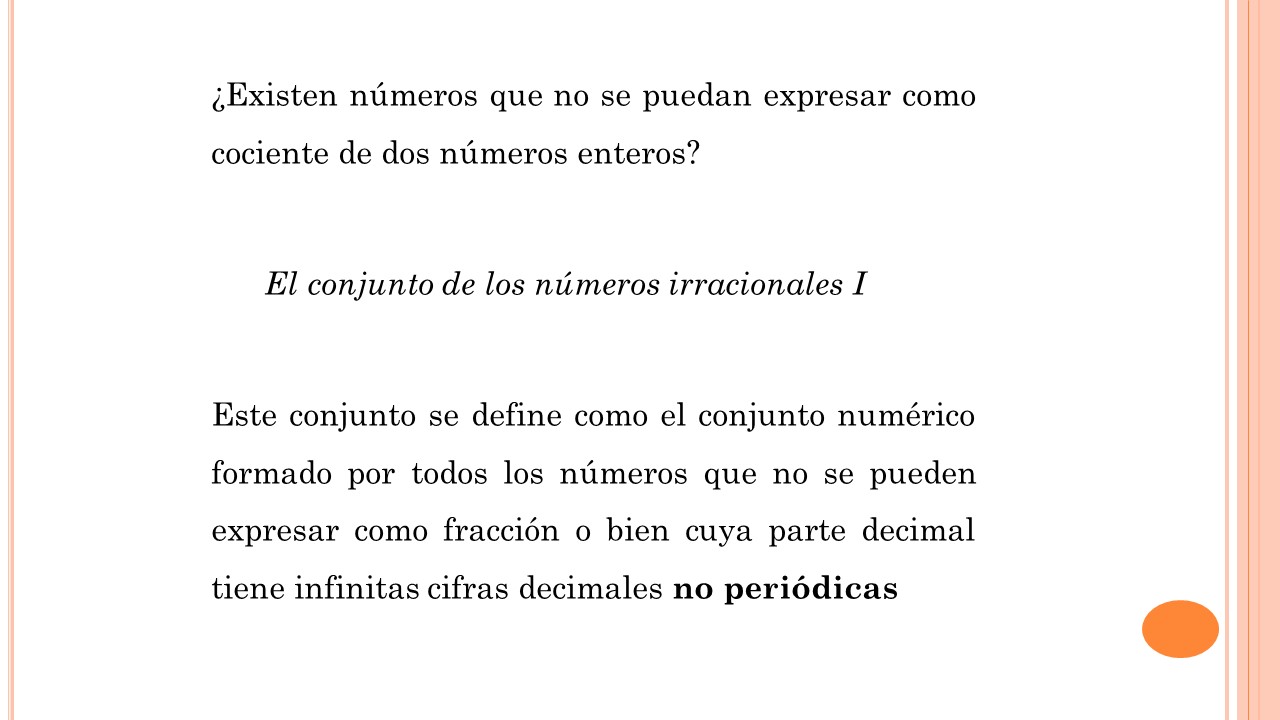 ¿Existen números que no se puedan expresar como
cociente de dos números enteros?
El conjunto de los números irracionales I
Este conjunto se define como el conjunto numérico
formado por todos los números que no se pueden
expresar como fracción o bien cuya parte decimal
tiene infinitas cifras decimales no periódicas